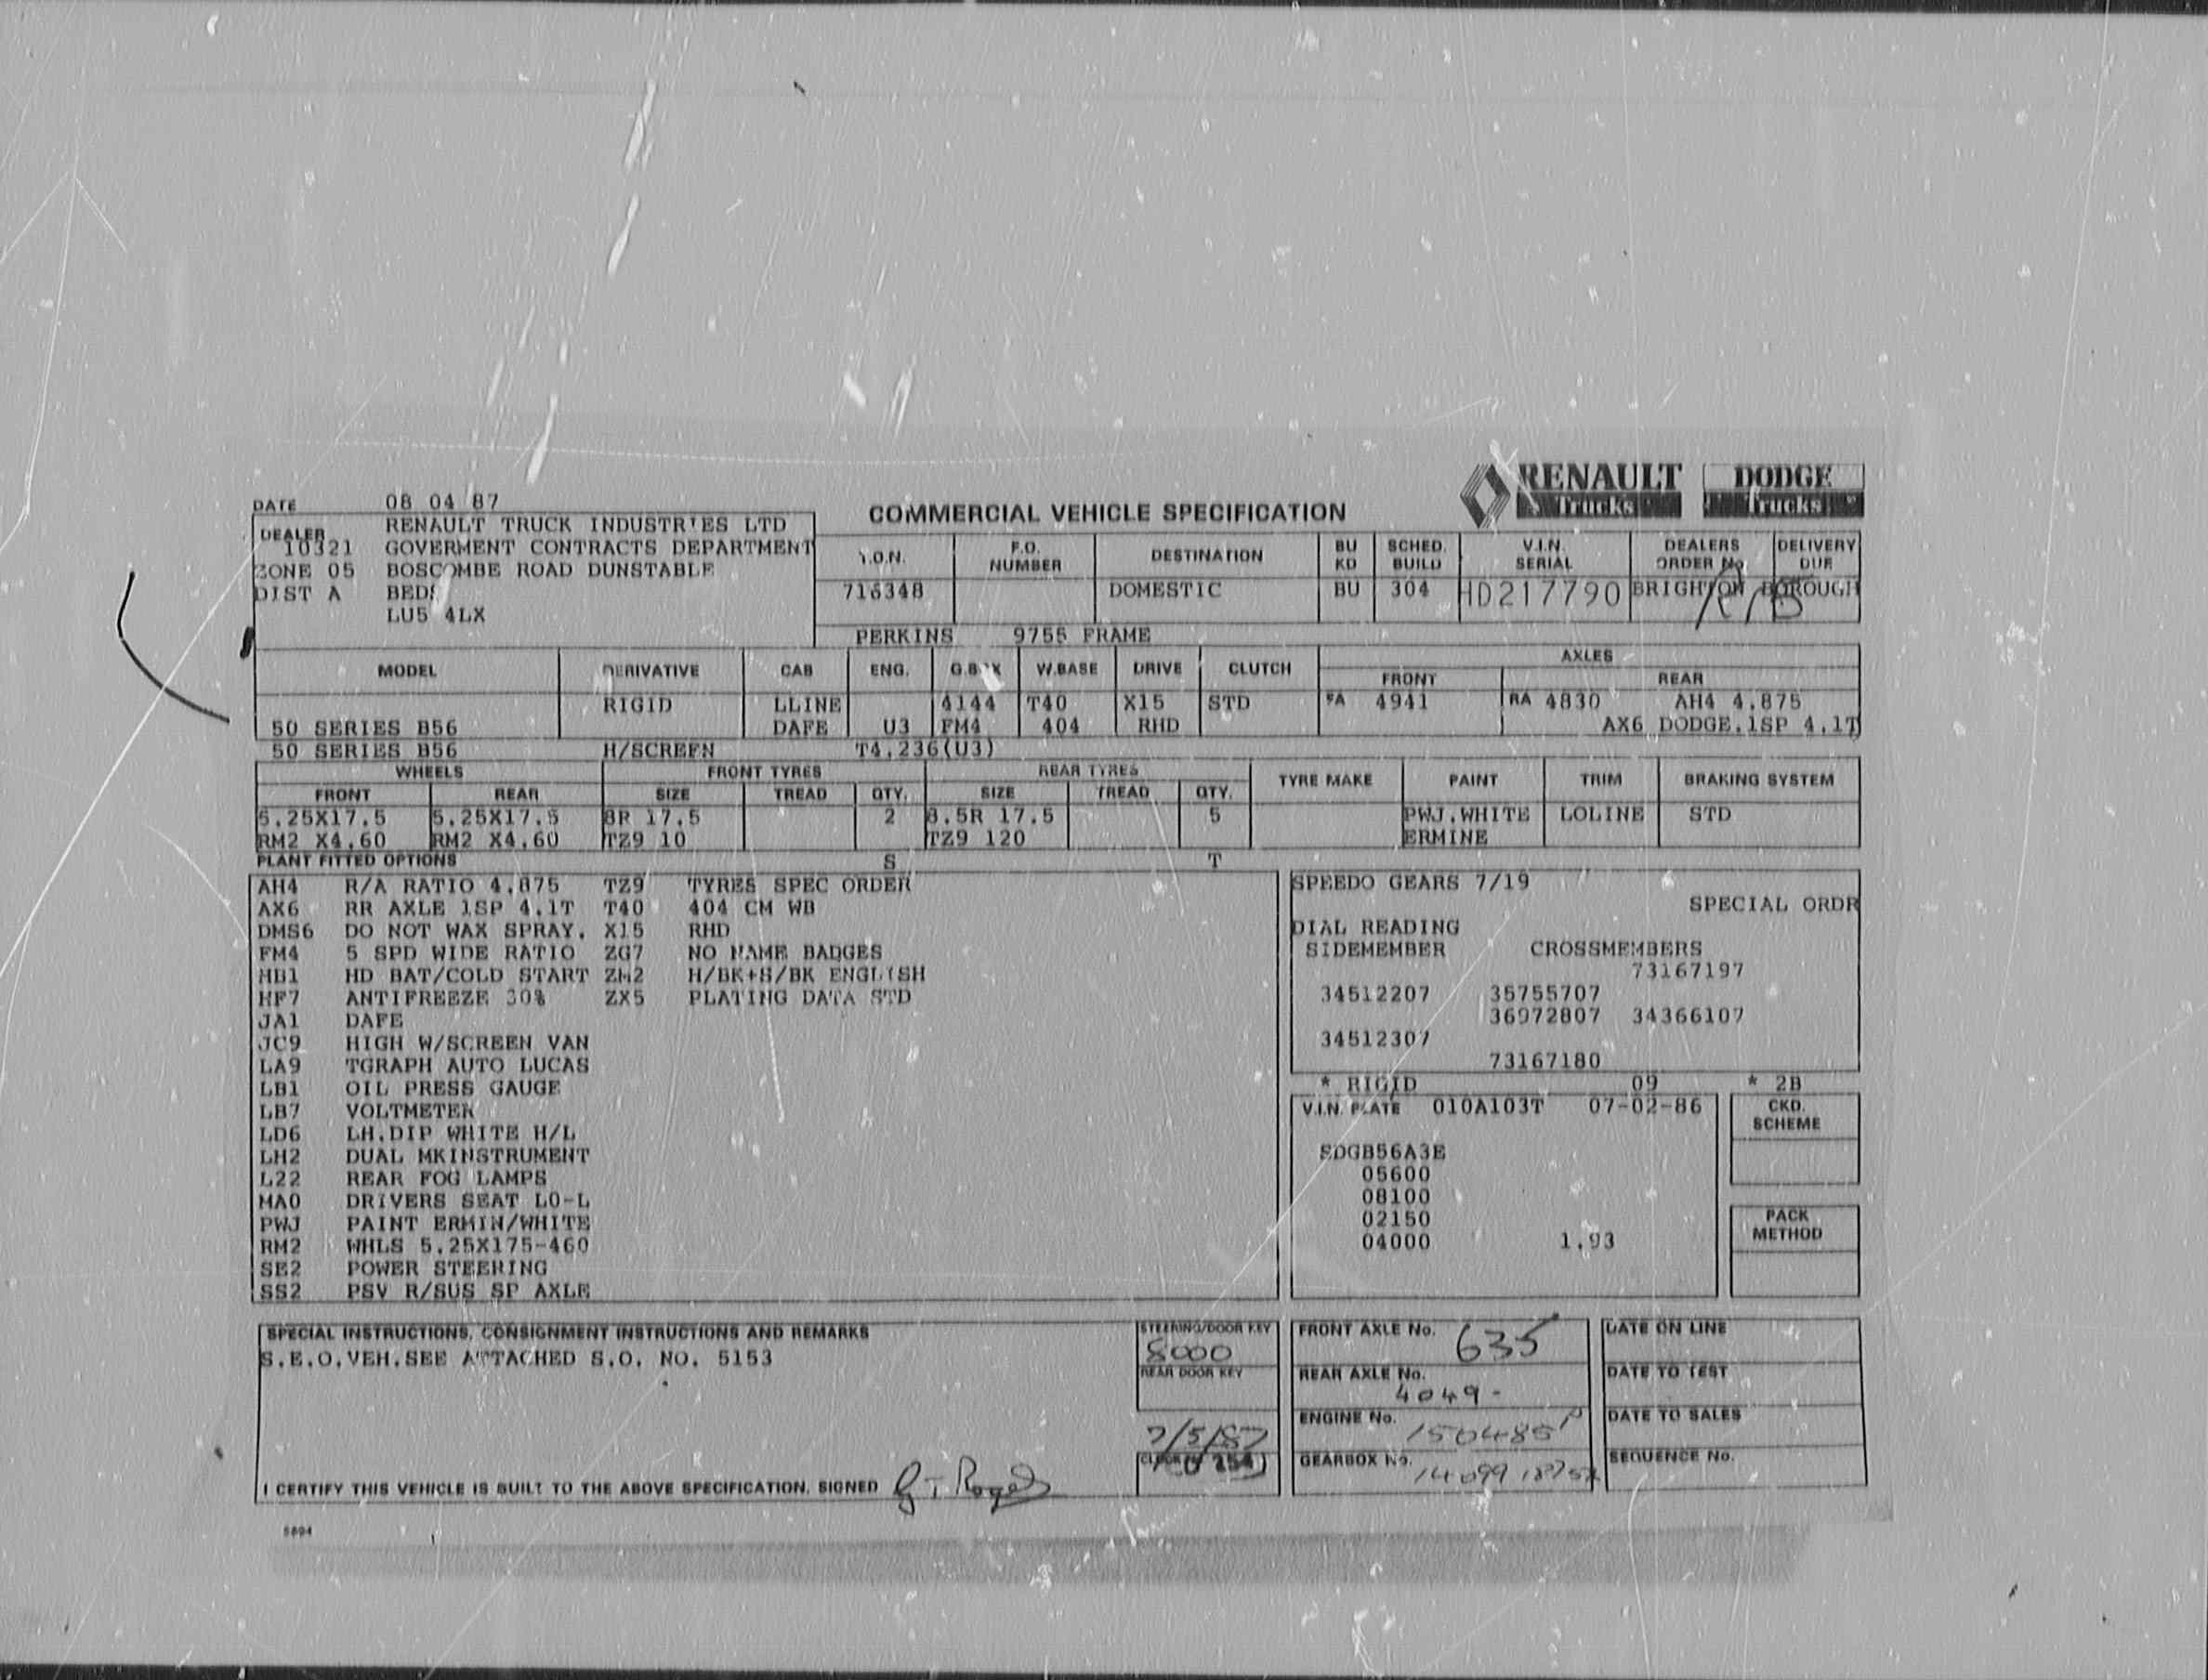 RENAULT Trucks DODGE Trucks
DATE 08 04 87
COMMERCIAL VEHICLE SPECIFICATION
DEALER RENAULT TRUCK INDUSTRIES LTD
10321 GOVERMENT CONTRACTS DEPARTMENT
ZONE 05 BOSCOMBE ROAD DUNSTABLE
DIST A BEDS
LU5 4LX
F.O. NUMBER DESTINATION BU KD SCHED. BUILD V.I.N. SERIAL DEALERS ORDER No DELIVERY DUE
716348 DOMESTIC BU 304 HD217790 BRIGHTON BOROUGH
PERKINS 9755 FRAME
MODEL DERIVATIVE CAB ENG. G.BOX W.BASE DRIVE CLUTCH AXLES
FRONT REAR
RIGID LLINE 4144 T40 X15 STD FA 4941 RA 4830 AH4 4.875
50 SERIES B56 DAFE U3 FM4 404 RHD AX6 DODGE.1SP 4.1T
50 SERIES B56 H/SCREEN T4.236(U3)
WHEELS FRONT TYRES REAR TYRES TYRE MAKE PAINT TRIM BRAKING SYSTEM
FRONT REAR SIZE TREAD QTY. SIZE TREAD QTY.
5.25X17.5 5.25X17.5 8R 17.5 2 8.5R 17.5 5 PWJ.WHITE LOLINE STD
RM2 X4.60 RM2 X4.60 TZ9 10 TZ9 120 ERMINE
PLANT FITTED OPTIONS S T
AH4 R/A RATIO 4.875 TZ9 TYRES SPEC ORDER
AX6 RR AXLE 1SP 4.1T T40 404 CM WB
DMS6 DO NOT WAX SPRAY. X15 RHD
FM4 5 SPD WIDE RATIO ZG7 NO NAME BADGES
HB1 HD BAT/COLD START ZM2 H/BK+S/BK ENGLISH
HF7 ANTIFREEZE 30% ZX5 PLATING DATA STD
JA1 DAFE
JC9 HIGH W/SCREEN VAN
LA9 TGRAPH AUTO LUCAS
LB1 OIL PRESS GAUGE
LB7 VOLTMETER
LD6 LH.DIP WHITE H/L
LH2 DUAL MKINSTRUMENT
L22 REAR FOG LAMPS
MA0 DRIVERS SEAT LO-L
PWJ PAINT ERMIN/WHITE
RM2 WHLS 5.25X175-460
SE2 POWER STEERING
SS2 PSV R/SUS SP AXLE
SPEEDO GEARS 7/19
SPECIAL ORDR
DIAL READING
SIDEMEMBER CROSSMEMBERS
73167197
34512207 35755707
36972807 34366107
34512307
73167180
* RIGID 09 * 2B
V.I.N. PLATE 010A103T 07-02-86
CKD. SCHEME
SDGB56A3E
05600
08100
02150
04000 1.93
PACK METHOD
SPECIAL INSTRUCTIONS, CONSIGNMENT INSTRUCTIONS AND REMARKS
S.E.O.VEH.SEE ATTACHED S.O. NO. 5153
STEERING/DOOR KEY
8000
REAR DOOR KEY
7/5/87
FRONT AXLE No. 635
REAR AXLE No.
4049-
ENGINE No.
150485P
GEARBOX No.
DATE ON LINE
DATE TO TEST
DATE TO SALES
SEQUENCE No.
I CERTIFY THIS VEHICLE IS BUILT TO THE ABOVE SPECIFICATION. SIGNED
5804